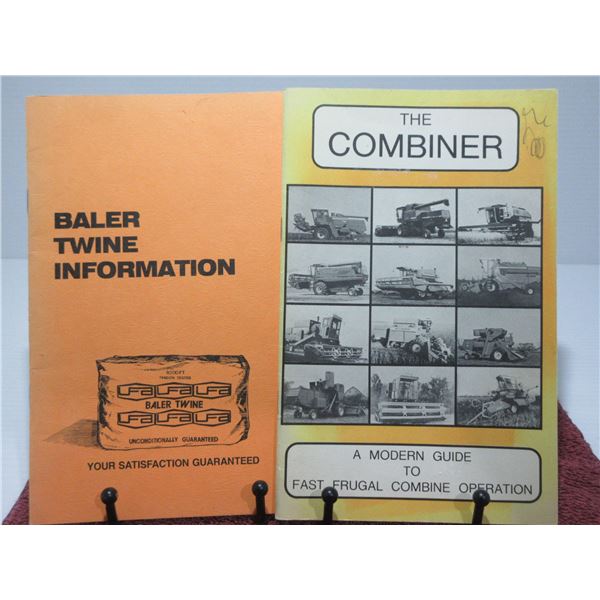 BALER
TWINE
INFORMATION
BALER TWINE
UNCONDITIONALLY GUARANTEED
YOUR SATISFACTION GUARANTEED
THE
COMBINER
A MODERN GUIDE
TO
FAST FRUGAL COMBINE OPERATION